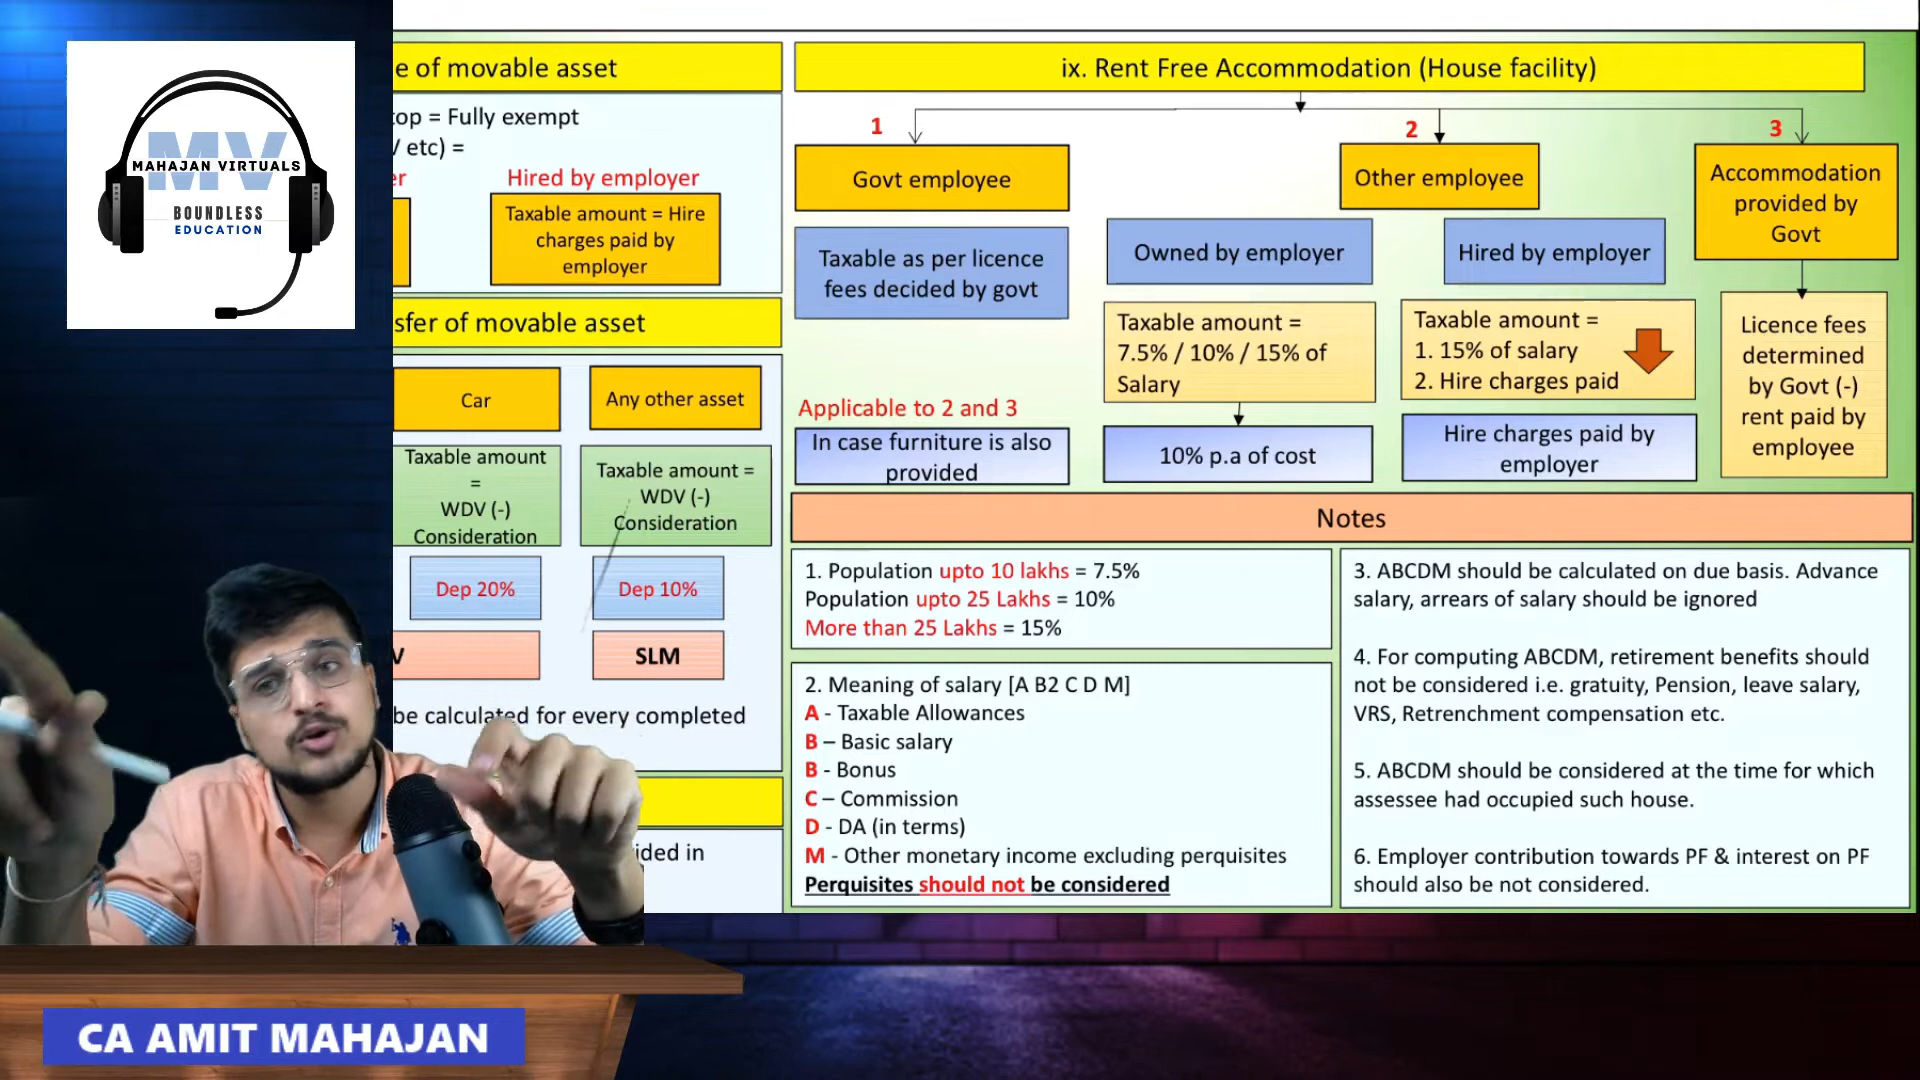 MV
MAHAJAN VIRTUALS
BOUNDLESS
EDUCATION
e of movable asset
top = Fully exempt
/ etc) =
er
Hired by employer
Taxable amount = Hire
charges paid by
employer
sfer of movable asset
Car
Any other asset
Taxable amount
=
WDV (-)
Consideration
Taxable amount =
WDV (-)
Consideration
Dep 20%
Dep 10%
V
SLM
be calculated for every completed
ided in
ix. Rent Free Accommodation (House facility)
1
2
3
Govt employee
Other employee
Accommodation
provided by
Govt
Taxable as per licence
fees decided by govt
Owned by employer
Hired by employer
Taxable amount =
7.5% / 10% / 15% of
Salary
Taxable amount =
1. 15% of salary
2. Hire charges paid
Licence fees
determined
by Govt (-)
rent paid by
employee
Applicable to 2 and 3
In case furniture is also
provided
10% p.a of cost
Hire charges paid by
employer
Notes
1. Population upto 10 lakhs = 7.5%
Population upto 25 Lakhs = 10%
More than 25 Lakhs = 15%
2. Meaning of salary [A B2 C D M]
A - Taxable Allowances
B – Basic salary
B - Bonus
C – Commission
D - DA (in terms)
M - Other monetary income excluding perquisites
Perquisites should not be considered
3. ABCDM should be calculated on due basis. Advance
salary, arrears of salary should be ignored
4. For computing ABCDM, retirement benefits should
not be considered i.e. gratuity, Pension, leave salary,
VRS, Retrenchment compensation etc.
5. ABCDM should be considered at the time for which
assessee had occupied such house.
6. Employer contribution towards PF & interest on PF
should also be not considered.
CA AMIT MAHAJAN